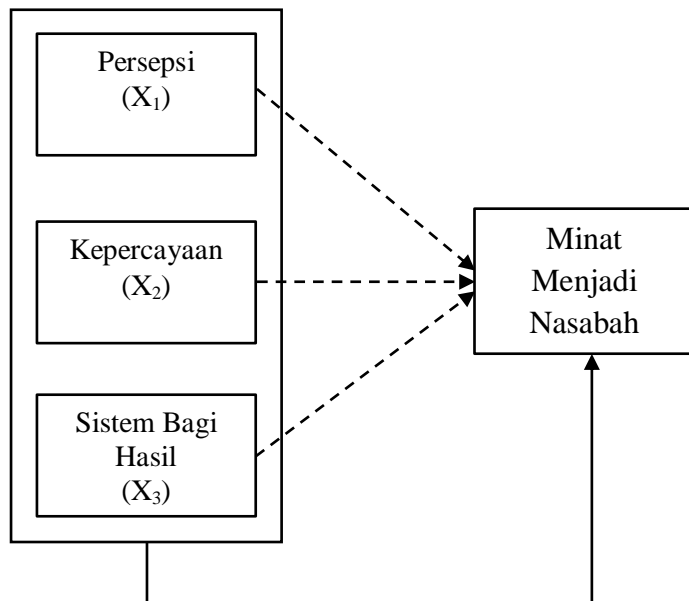 Persepsi
(X₁)
Kepercayaan
(X₂)
Sistem Bagi
Hasil
(X₃)
Minat
Menjadi
Nasabah